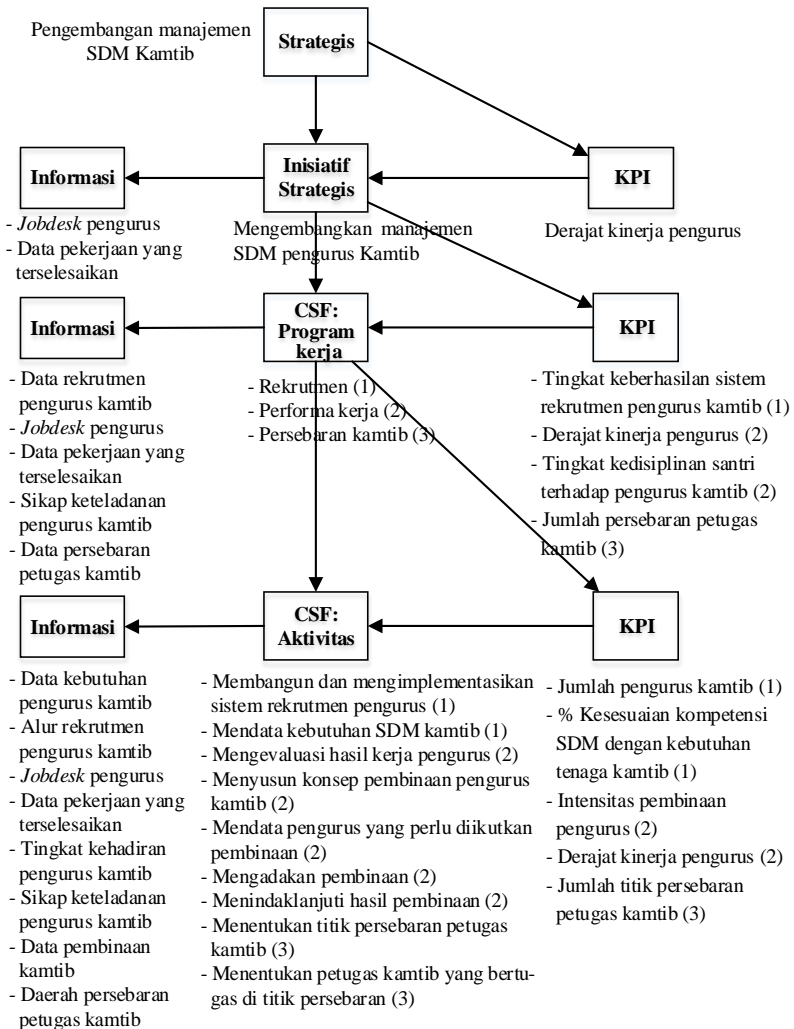 Pengembangan manajemen
SDM Kamtib
Strategis
Informasi
Inisiatif
Strategis
KPI
- Jobdesk pengurus
- Data pekerjaan yang
terselesaikan
Mengembangkan manajemen
SDM pengurus Kamtib
Derajat kinerja pengurus
Informasi
CSF:
Program
kerja
KPI
- Data rekrutmen
pengurus kamtib
- Jobdesk pengurus
- Data pekerjaan yang
terselesaikan
- Sikap keteladanan
pengurus kamtib
- Data persebaran
petugas kamtib
- Rekrutmen (1)
- Performa kerja (2)
- Persebaran kamtib (3)
- Tingkat keberhasilan sistem
rekrutmen pengurus kamtib (1)
- Derajat kinerja pengurus (2)
- Tingkat kedisiplinan santri
terhadap pengurus kamtib (2)
- Jumlah persebaran petugas
kamtib (3)
Informasi
CSF:
Aktivitas
KPI
- Data kebutuhan
pengurus kamtib
- Alur rekrutmen
pengurus kamtib
- Jobdesk pengurus
- Data pekerjaan yang
terselesaikan
- Tingkat kehadiran
pengurus kamtib
- Sikap keteladanan
pengurus kamtib
- Data pembinaan
kamtib
- Daerah persebaran
petugas kamtib
- Membangun dan mengimplementasikan
sistem rekrutmen pengurus (1)
- Mendata kebutuhan SDM kamtib (1)
- Mengevaluasi hasil kerja pengurus (2)
- Menyusun konsep pembinaan pengurus
kamtib (2)
- Mendata pengurus yang perlu diikutkan
pembinaan (2)
- Mengadakan pembinaan (2)
- Menindaklanjuti hasil pembinaan (2)
- Menentukan titik persebaran petugas
kamtib (3)
- Menentukan petugas kamtib yang bertu-
gas di titik persebaran (3)
- Jumlah pengurus kamtib (1)
- % Kesesuaian kompetensi
SDM dengan kebutuhan
tenaga kamtib (1)
- Intensitas pembinaan
pengurus (2)
- Derajat kinerja pengurus (2)
- Jumlah titik persebaran
petugas kamtib (3)